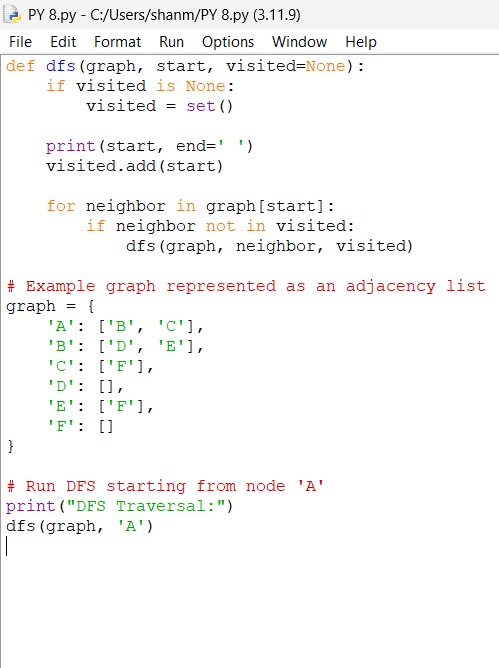 PY 8.py - C:/Users/shanm/PY 8.py (3.11.9)
File Edit Format Run Options Window Help
def dfs(graph, start, visited=None):
    if visited is None:
        visited = set()

    print(start, end=' ')
    visited.add(start)

    for neighbor in graph[start]:
        if neighbor not in visited:
            dfs(graph, neighbor, visited)

# Example graph represented as an adjacency list
graph = {
    'A': ['B', 'C'],
    'B': ['D', 'E'],
    'C': ['F'],
    'D': [],
    'E': ['F'],
    'F': []
}

# Run DFS starting from node 'A'
print("DFS Traversal:")
dfs(graph, 'A')